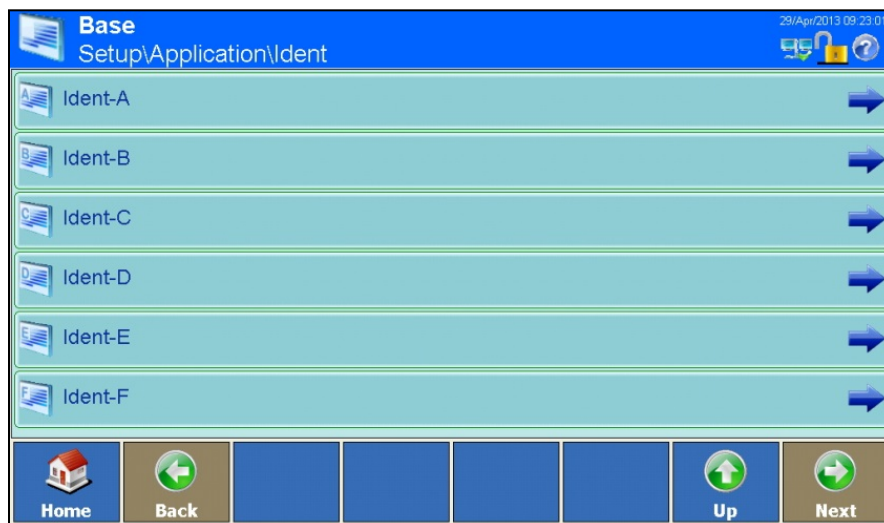 Base
29/Apr/2013 09:23:01
Setup\Application\Ident
A Ident-A
B Ident-B
C Ident-C
D Ident-D
E Ident-E
F Ident-F
Home Back Up Next